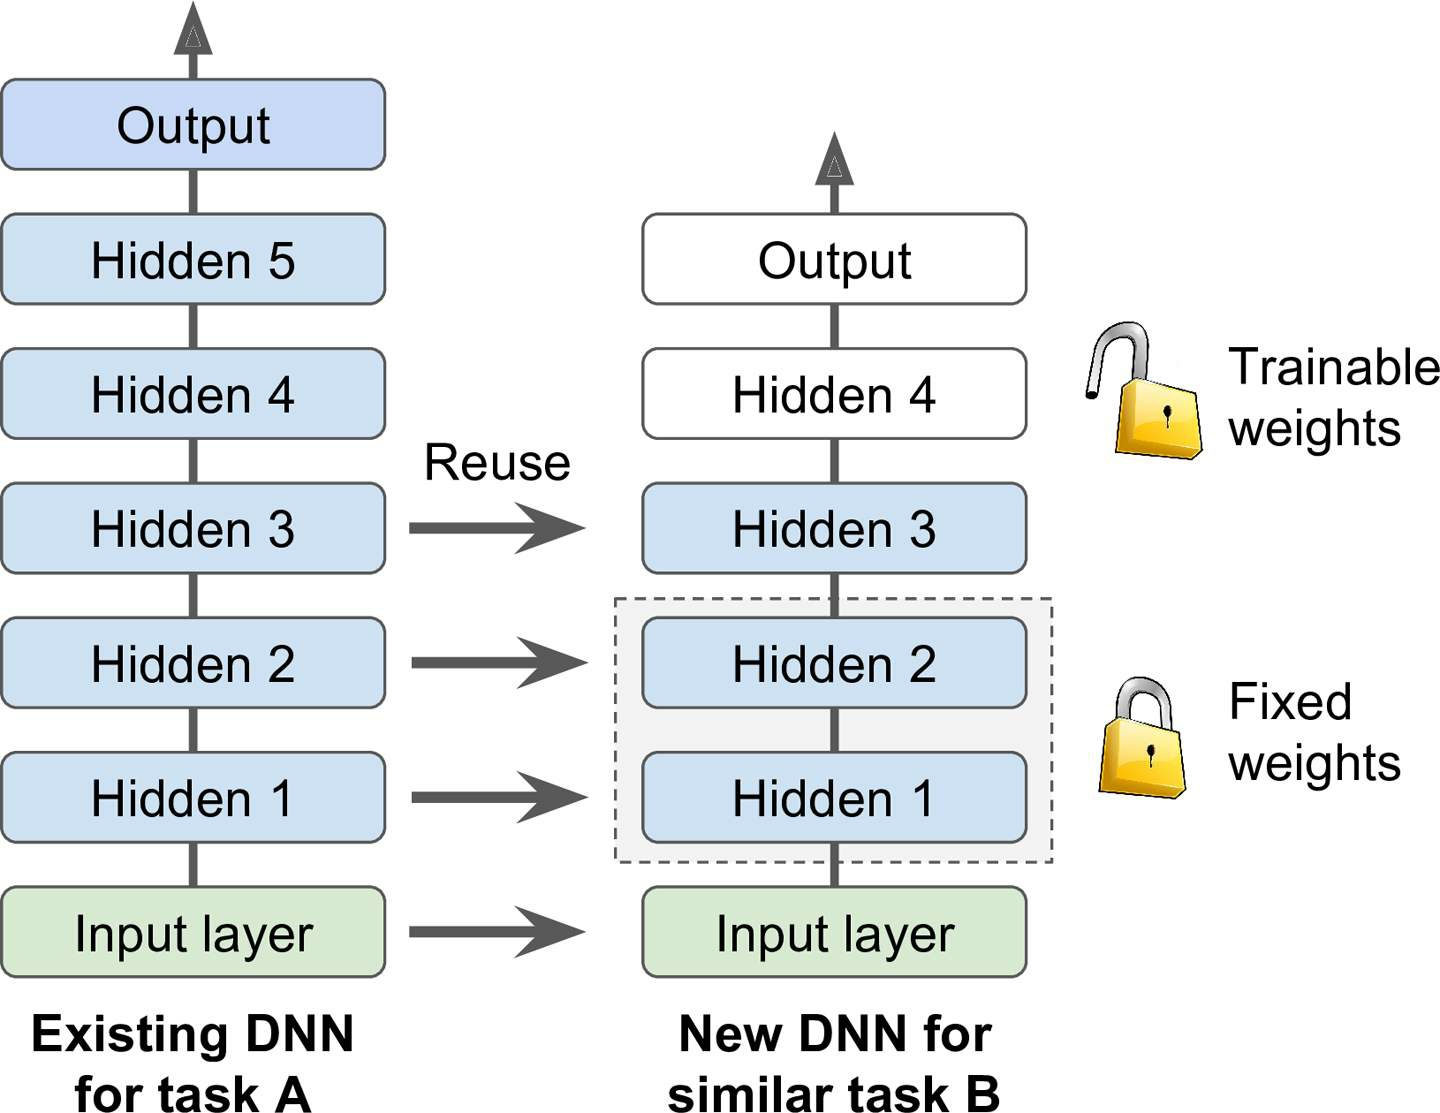 Output
Hidden 5
Hidden 4
Hidden 3
Hidden 2
Hidden 1
Input layer
Existing DNN
for task A
Reuse
Output
Hidden 4
Hidden 3
Hidden 2
Hidden 1
Input layer
New DNN for
similar task B
Trainable
weights
Fixed
weights